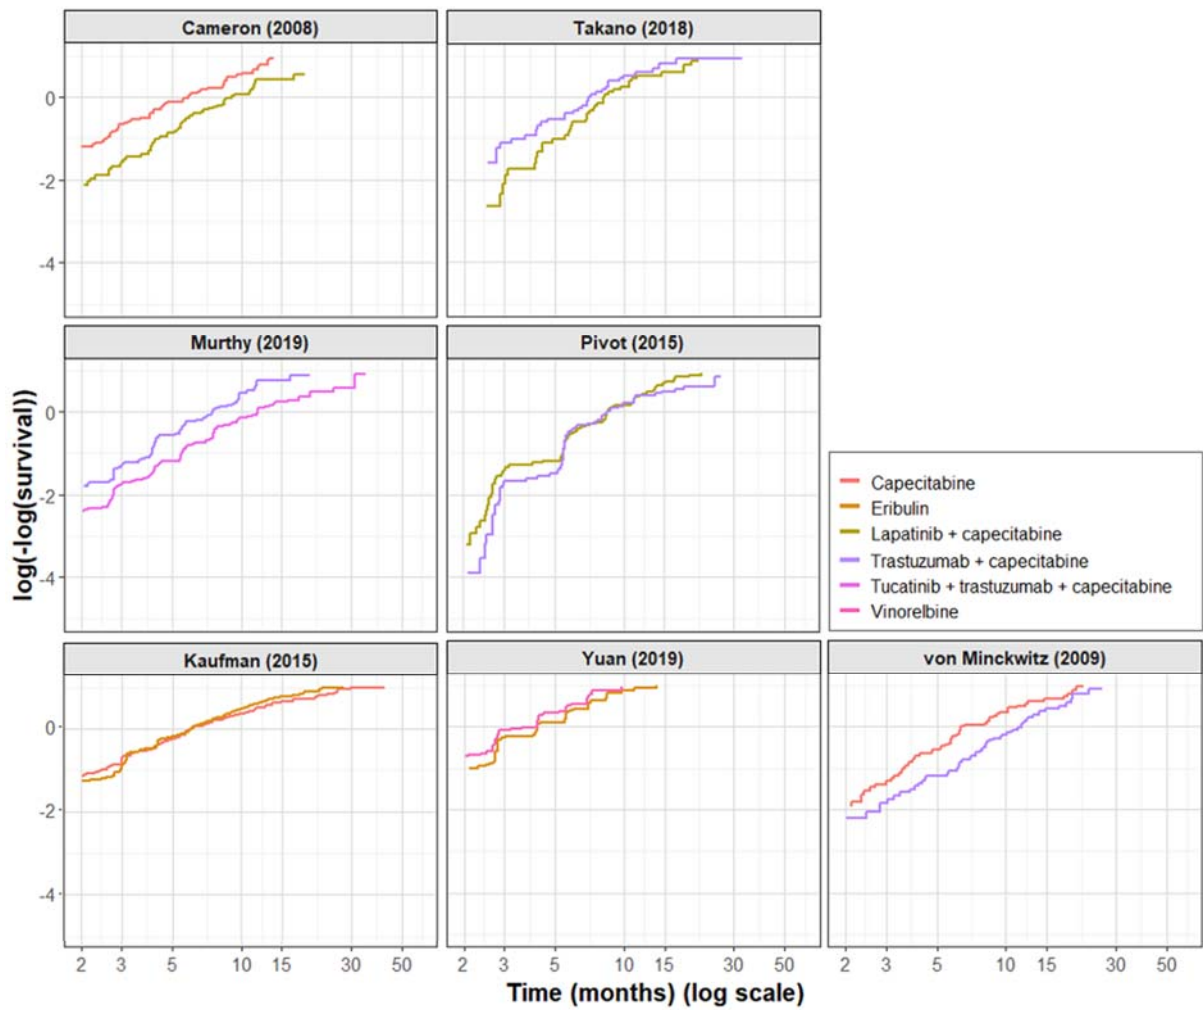 Cameron (2008)
Takano (2018)
0
-2
-4
Murthy (2019)
Pivot (2015)
0
-2
-4
log(-log(survival))
Capecitabine
Eribulin
Lapatinib + capecitabine
Trastuzumab + capecitabine
Tucatinib + trastuzumab + capecitabine
Vinorelbine
Kaufman (2015)
Yuan (2019)
von Minckwitz (2009)
0
-2
-4
2 3 5 10 15 30 50
2 3 5 10 15 30 50
2 3 5 10 15 30 50
Time (months) (log scale)